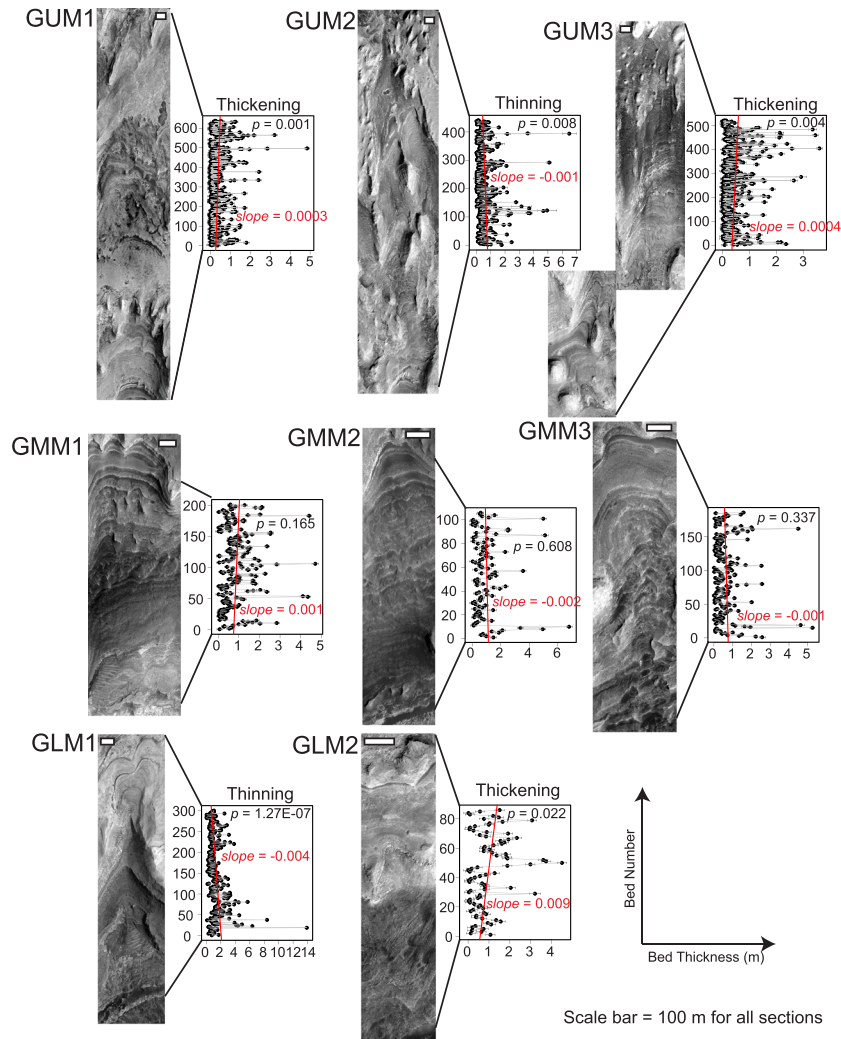 GUM1
GUM2
GUM3
Thickening
p = 0.001
600
500
400
300
200
100
0
slope = 0.0003
0 1 2 3 4 5
Thinning
p = 0.008
400
300
200
100
0
slope = -0.001
0 1 2 3 4 5 6 7
Thickening
p = 0.004
500
400
300
200
100
0
slope = 0.0004
0 1 2 3
GMM1
GMM2
GMM3
200
150
100
50
0
p = 0.165
slope = 0.001
0 1 2 3 4 5
100
80
60
40
20
0
p = 0.608
slope = -0.002
0 2 4 6
150
100
50
0
p = 0.337
slope = -0.001
0 1 2 3 4 5
GLM1
GLM2
Thinning
p = 1.27E-07
300
250
200
150
100
50
0
slope = -0.004
0 2 4 6 8 10 12 14
Thickening
p = 0.022
80
60
40
20
0
slope = 0.009
0 1 2 3 4
Bed Number
Bed Thickness (m)
Scale bar = 100 m for all sections